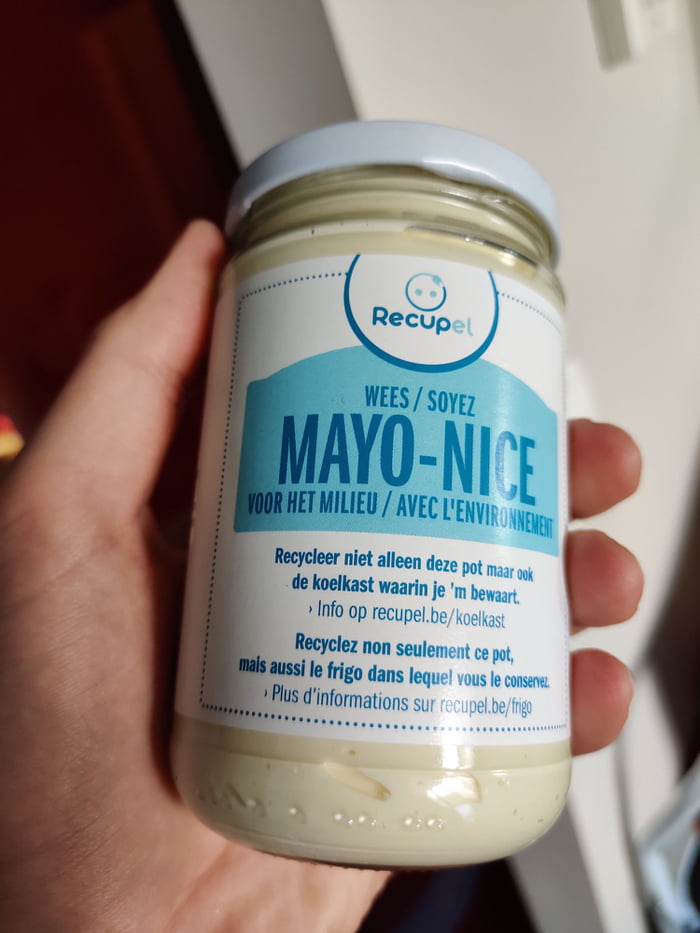 Recupel
WEES / SOYEZ
MAYO-NICE
VOOR HET MILIEU / AVEC L'ENVIRONNEMENT
Recycleer niet alleen deze pot maar ook
de koelkast waarin je 'm bewaart.
› Info op recupel.be/koelkast
Recyclez non seulement ce pot,
mais aussi le frigo dans lequel vous le conservez.
› Plus d'informations sur recupel.be/frigo